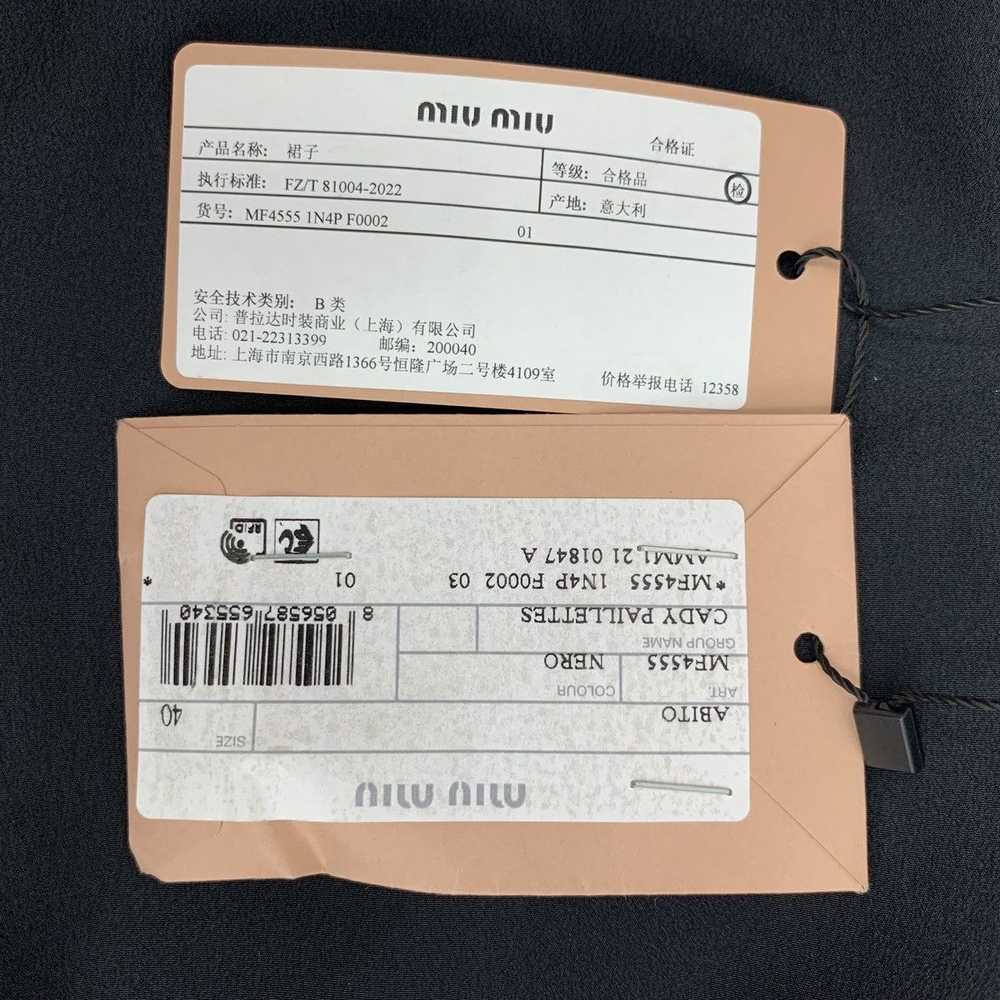 miu miu
合格证
产品名称: 裙子
等级: 合格品 检
执行标准: FZ/T 81004-2022
产地: 意大利
货号: MF4555 1N4P F0002 01
安全技术类别: B 类
公司: 普拉达时装商业（上海）有限公司
电话: 021-22313399 邮编: 200040
地址: 上海市南京西路1366号恒隆广场二号楼4109室
价格举报电话 12358
miu miu
SIZE
ABITO 40
ART. COLOUR
MF4555 NERO
GROUP NAME
CADY PAILLETTES
8 056587 655340
*MF4555 1N4P F0002 03 01 *
AMM1 21 01847 A
RFID